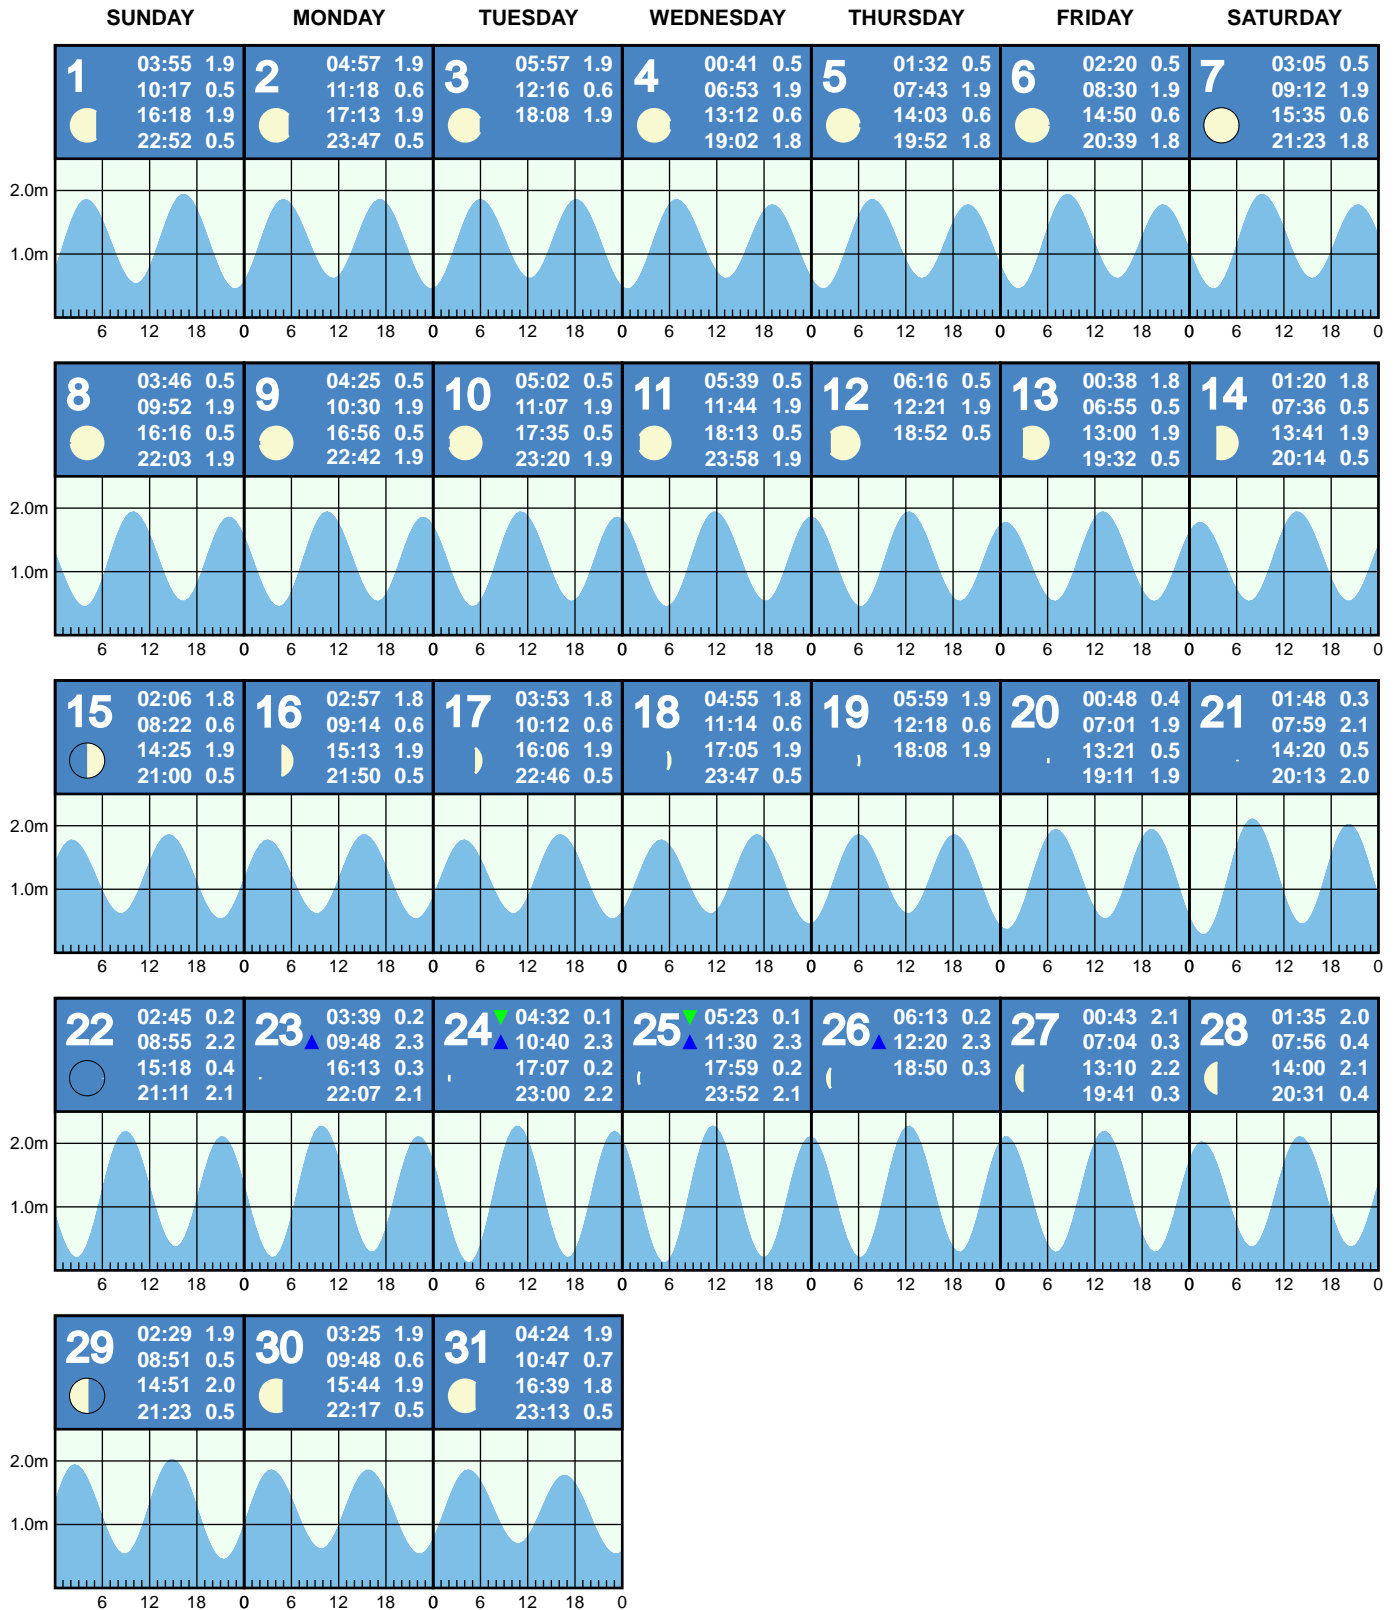 SUNDAY MONDAY TUESDAY WEDNESDAY THURSDAY FRIDAY SATURDAY
1 03:55 1.9
10:17 0.5
16:18 1.9
22:52 0.5
2 04:57 1.9
11:18 0.6
17:13 1.9
23:47 0.5
3 05:57 1.9
12:16 0.6
18:08 1.9
4 00:41 0.5
06:53 1.9
13:12 0.6
19:02 1.8
5 01:32 0.5
07:43 1.9
14:03 0.6
19:52 1.8
6 02:20 0.5
08:30 1.9
14:50 0.6
20:39 1.8
7 03:05 0.5
09:12 1.9
15:35 0.6
21:23 1.8
2.0m
1.0m
6 12 18 0 6 12 18 0 6 12 18 0 6 12 18 0 6 12 18 0 6 12 18 0 6 12 18 0
8 03:46 0.5
09:52 1.9
16:16 0.5
22:03 1.9
9 04:25 0.5
10:30 1.9
16:56 0.5
22:42 1.9
10 05:02 0.5
11:07 1.9
17:35 0.5
23:20 1.9
11 05:39 0.5
11:44 1.9
18:13 0.5
23:58 1.9
12 06:16 0.5
12:21 1.9
18:52 0.5
13 00:38 1.8
06:55 0.5
13:00 1.9
19:32 0.5
14 01:20 1.8
07:36 0.5
13:41 1.9
20:14 0.5
2.0m
1.0m
6 12 18 0 6 12 18 0 6 12 18 0 6 12 18 0 6 12 18 0 6 12 18 0 6 12 18 0
15 02:06 1.8
08:22 0.6
14:25 1.9
21:00 0.5
16 02:57 1.8
09:14 0.6
15:13 1.9
21:50 0.5
17 03:53 1.8
10:12 0.6
16:06 1.9
22:46 0.5
18 04:55 1.8
11:14 0.6
17:05 1.9
23:47 0.5
19 05:59 1.9
12:18 0.6
18:08 1.9
20 00:48 0.4
07:01 1.9
13:21 0.5
19:11 1.9
21 01:48 0.3
07:59 2.1
14:20 0.5
20:13 2.0
2.0m
1.0m
6 12 18 0 6 12 18 0 6 12 18 0 6 12 18 0 6 12 18 0 6 12 18 0 6 12 18 0
22 02:45 0.2
08:55 2.2
15:18 0.4
21:11 2.1
23 03:39 0.2
09:48 2.3
16:13 0.3
22:07 2.1
24 04:32 0.1
10:40 2.3
17:07 0.2
23:00 2.2
25 05:23 0.1
11:30 2.3
17:59 0.2
23:52 2.1
26 06:13 0.2
12:20 2.3
18:50 0.3
27 00:43 2.1
07:04 0.3
13:10 2.2
19:41 0.3
28 01:35 2.0
07:56 0.4
14:00 2.1
20:31 0.4
2.0m
1.0m
6 12 18 0 6 12 18 0 6 12 18 0 6 12 18 0 6 12 18 0 6 12 18 0 6 12 18 0
29 02:29 1.9
08:51 0.5
14:51 2.0
21:23 0.5
30 03:25 1.9
09:48 0.6
15:44 1.9
22:17 0.5
31 04:24 1.9
10:47 0.7
16:39 1.8
23:13 0.5
2.0m
1.0m
6 12 18 0 6 12 18 0 6 12 18 0